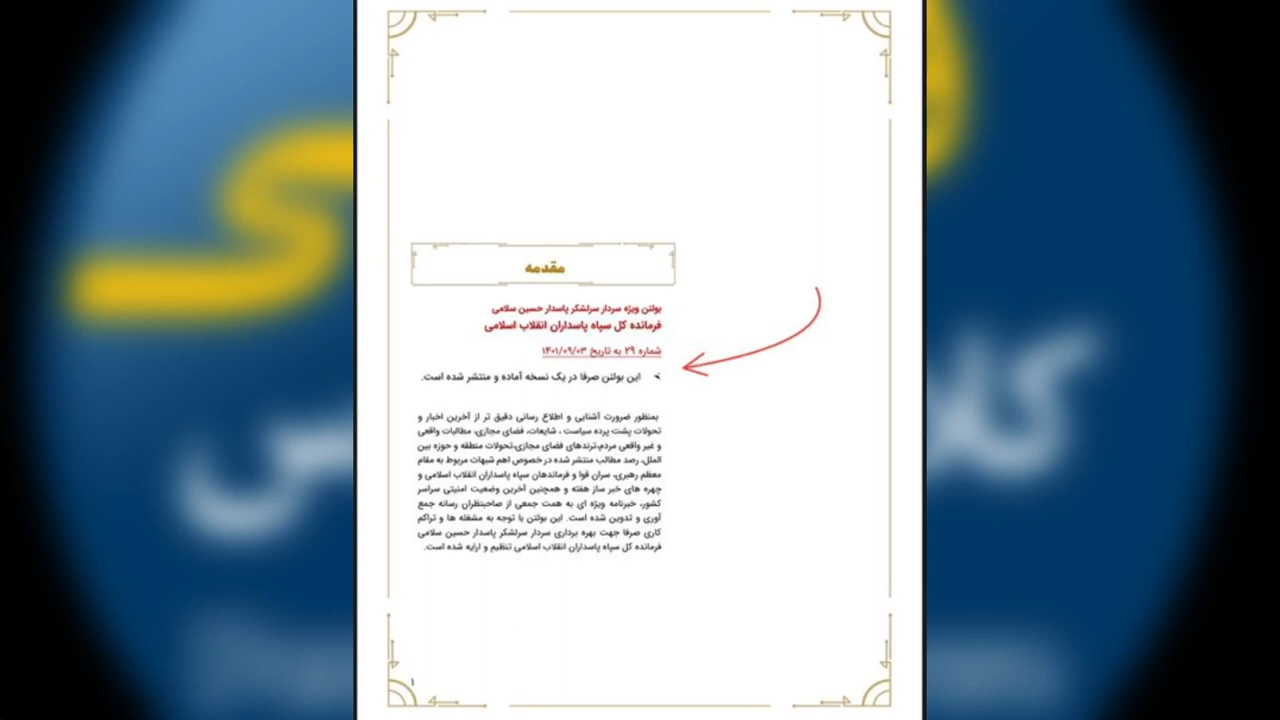 مقدمه
بولتن ویژه سردار سرلشکر پاسدار حسین سلامی
فرمانده کل سپاه پاسداران انقلاب اسلامی
شماره ۲۹ به تاریخ ۱۴۰۱/۰۹/۰۳
این بولتن صرفا در یک نسخه آماده و منتشر شده است.
بمنظور ضرورت آشنایی و اطلاع رسانی دقیق تر از آخرین اخبار و
تحولات پشت پرده سیاست ، شایعات، فضای مجازی، مطالبات واقعی
و غیر واقعی مردم،ترندهای فضای مجازی،تحولات منطقه و حوزه بین
الملل، رصد مطالب منتشر شده در خصوص اهم شبهات مربوط به مقام
معظم رهبری، سران قوا و فرماندهان سپاه پاسداران انقلاب اسلامی و
چهره های خبر ساز هفته و همچنین آخرین وضعیت امنیتی سراسر
کشور، خبرنامه ویژه ای به همت جمعی از صاحبنظران رسانه جمع
آوری و تدوین شده است. این بولتن با توجه به مشغله ها و تراکم
کاری صرفا جهت بهره برداری سردار سرلشکر پاسدار حسین سلامی
فرمانده کل سپاه پاسداران انقلاب اسلامی تنظیم و ارایه شده است.
۱